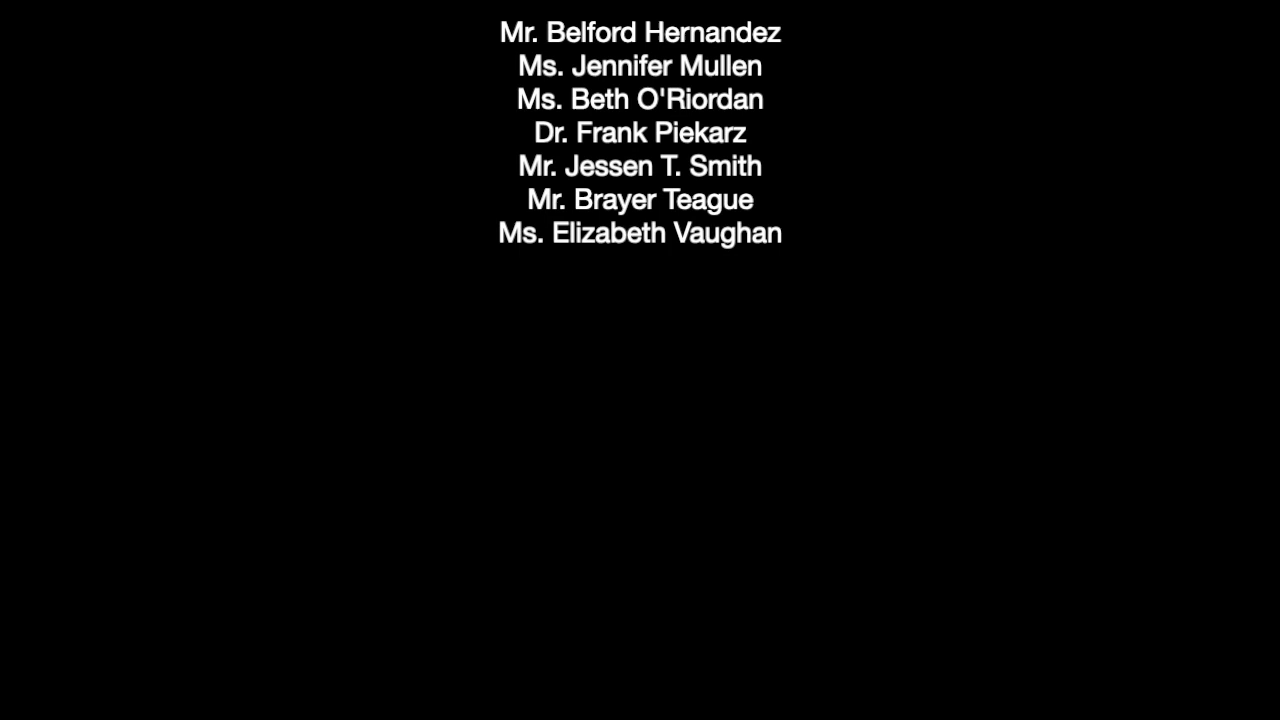 Mr. Belford Hernandez
Ms. Jennifer Mullen
Ms. Beth O'Riordan
Dr. Frank Piekarz
Mr. Jessen T. Smith
Mr. Brayer Teague
Ms. Elizabeth Vaughan